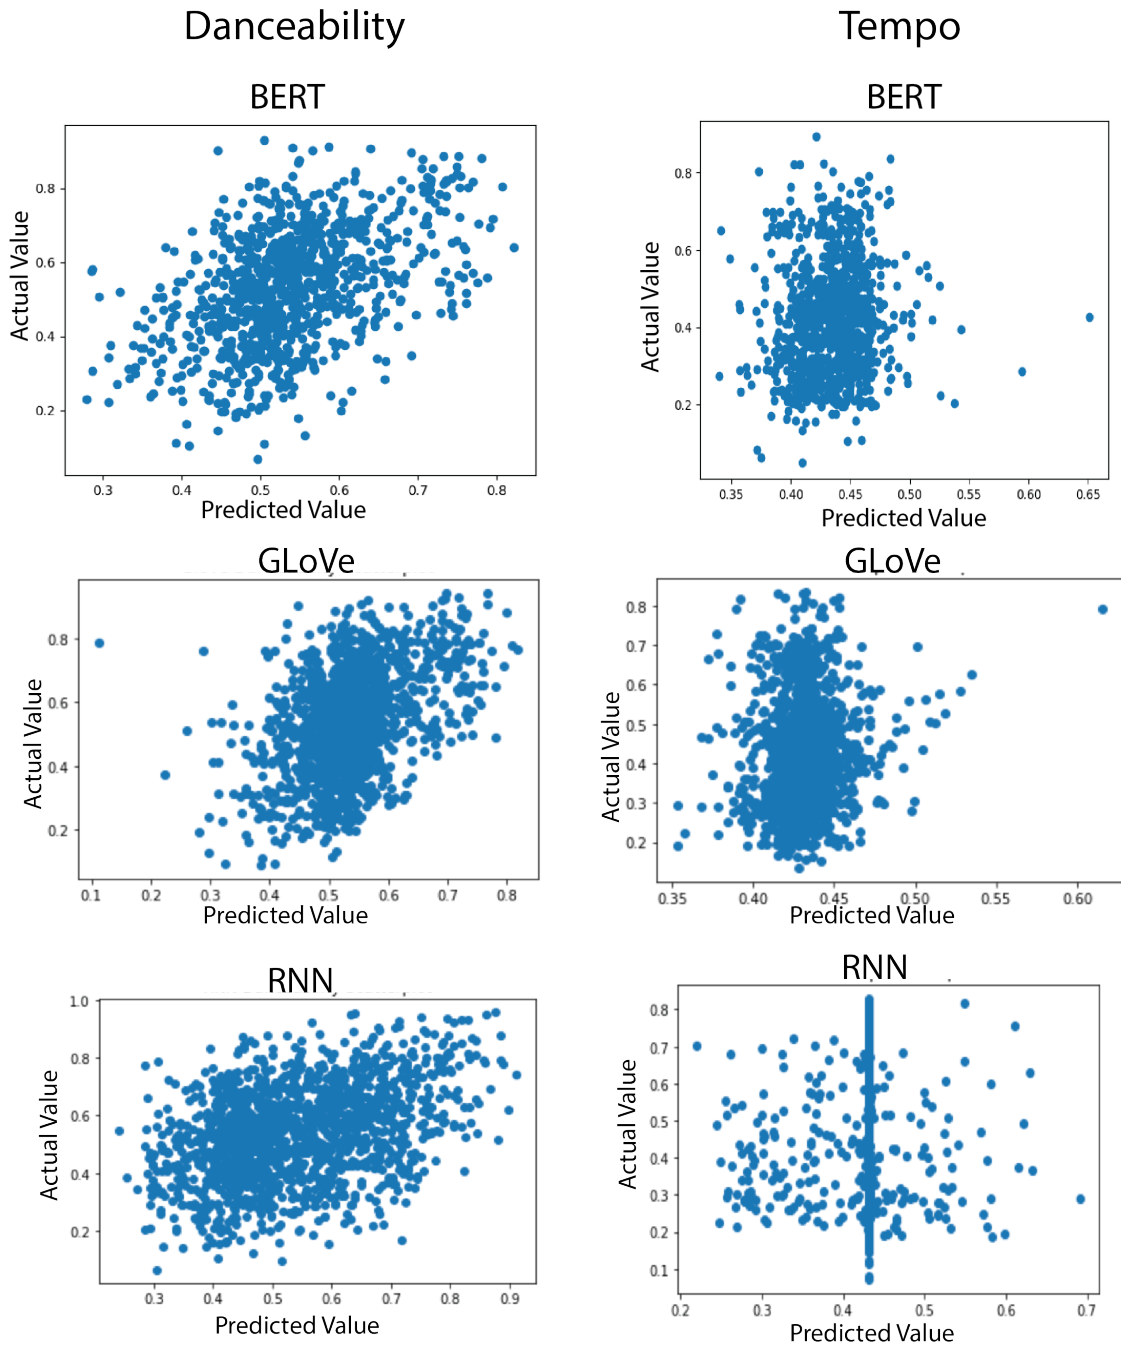 Danceability
Tempo
BERT
BERT
Actual Value
0.8
0.6
0.4
0.2
0.3 0.4 0.5 0.6 0.7 0.8
Predicted Value
Actual Value
0.8
0.6
0.4
0.2
0.35 0.40 0.45 0.50 0.55 0.60 0.65
Predicted Value
GLoVe
GLoVe
Actual Value
0.8
0.6
0.4
0.2
0.1 0.2 0.3 0.4 0.5 0.6 0.7 0.8
Predicted Value
Actual Value
0.8
0.7
0.6
0.5
0.4
0.3
0.2
0.35 0.40 0.45 0.50 0.55 0.60
Predicted Value
RNN
RNN
Actual Value
1.0
0.8
0.6
0.4
0.2
0.3 0.4 0.5 0.6 0.7 0.8 0.9
Predicted Value
Actual Value
0.8
0.7
0.6
0.5
0.4
0.3
0.2
0.1
0.2 0.3 0.4 0.5 0.6 0.7
Predicted Value